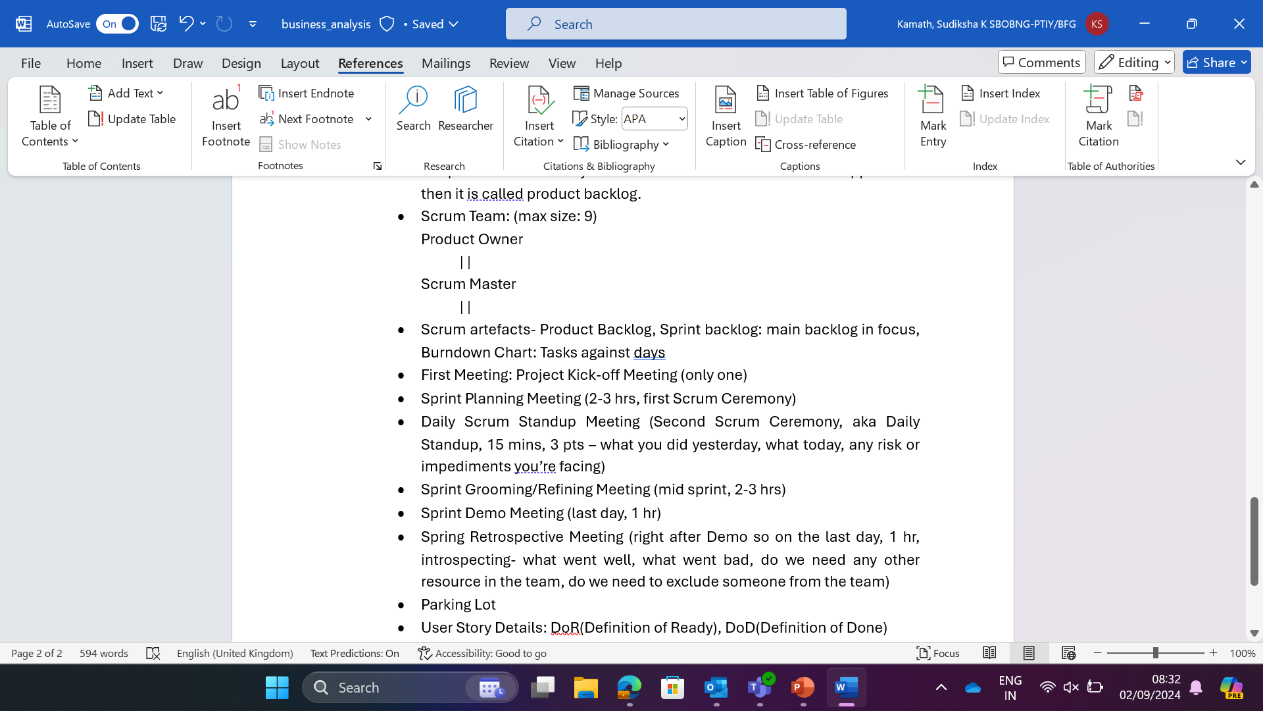 AutoSave On business_analysis • Saved Search Kamath, Sudiksha K SBOBNG-PTIY/BFG KS
File Home Insert Draw Design Layout References Mailings Review View Help Comments Editing Share
Table of Contents
Add Text
Update Table
Table of Contents
ab Insert Footnote
Insert Endnote
Next Footnote
Show Notes
Footnotes
Search
Researcher
Research
Insert Citation
Manage Sources
Style: APA
Bibliography
Citations & Bibliography
Insert Caption
Insert Table of Figures
Update Table
Cross-reference
Captions
Mark Entry
Insert Index
Update Index
Index
Mark Citation
Table of Authorities
then it is called product backlog.
• Scrum Team: (max size: 9)
Product Owner
||
Scrum Master
||
• Scrum artefacts- Product Backlog, Sprint backlog: main backlog in focus,
Burndown Chart: Tasks against days
• First Meeting: Project Kick-off Meeting (only one)
• Sprint Planning Meeting (2-3 hrs, first Scrum Ceremony)
• Daily Scrum Standup Meeting (Second Scrum Ceremony, aka Daily
Standup, 15 mins, 3 pts – what you did yesterday, what today, any risk or
impediments you’re facing)
• Sprint Grooming/Refining Meeting (mid sprint, 2-3 hrs)
• Sprint Demo Meeting (last day, 1 hr)
• Spring Retrospective Meeting (right after Demo so on the last day, 1 hr,
introspecting- what went well, what went bad, do we need any other
resource in the team, do we need to exclude someone from the team)
• Parking Lot
• User Story Details: DoR(Definition of Ready), DoD(Definition of Done)
Page 2 of 2 594 words English (United Kingdom) Text Predictions: On Accessibility: Good to go Focus 100%
Search
ENG
IN
08:32
02/09/2024
PRE